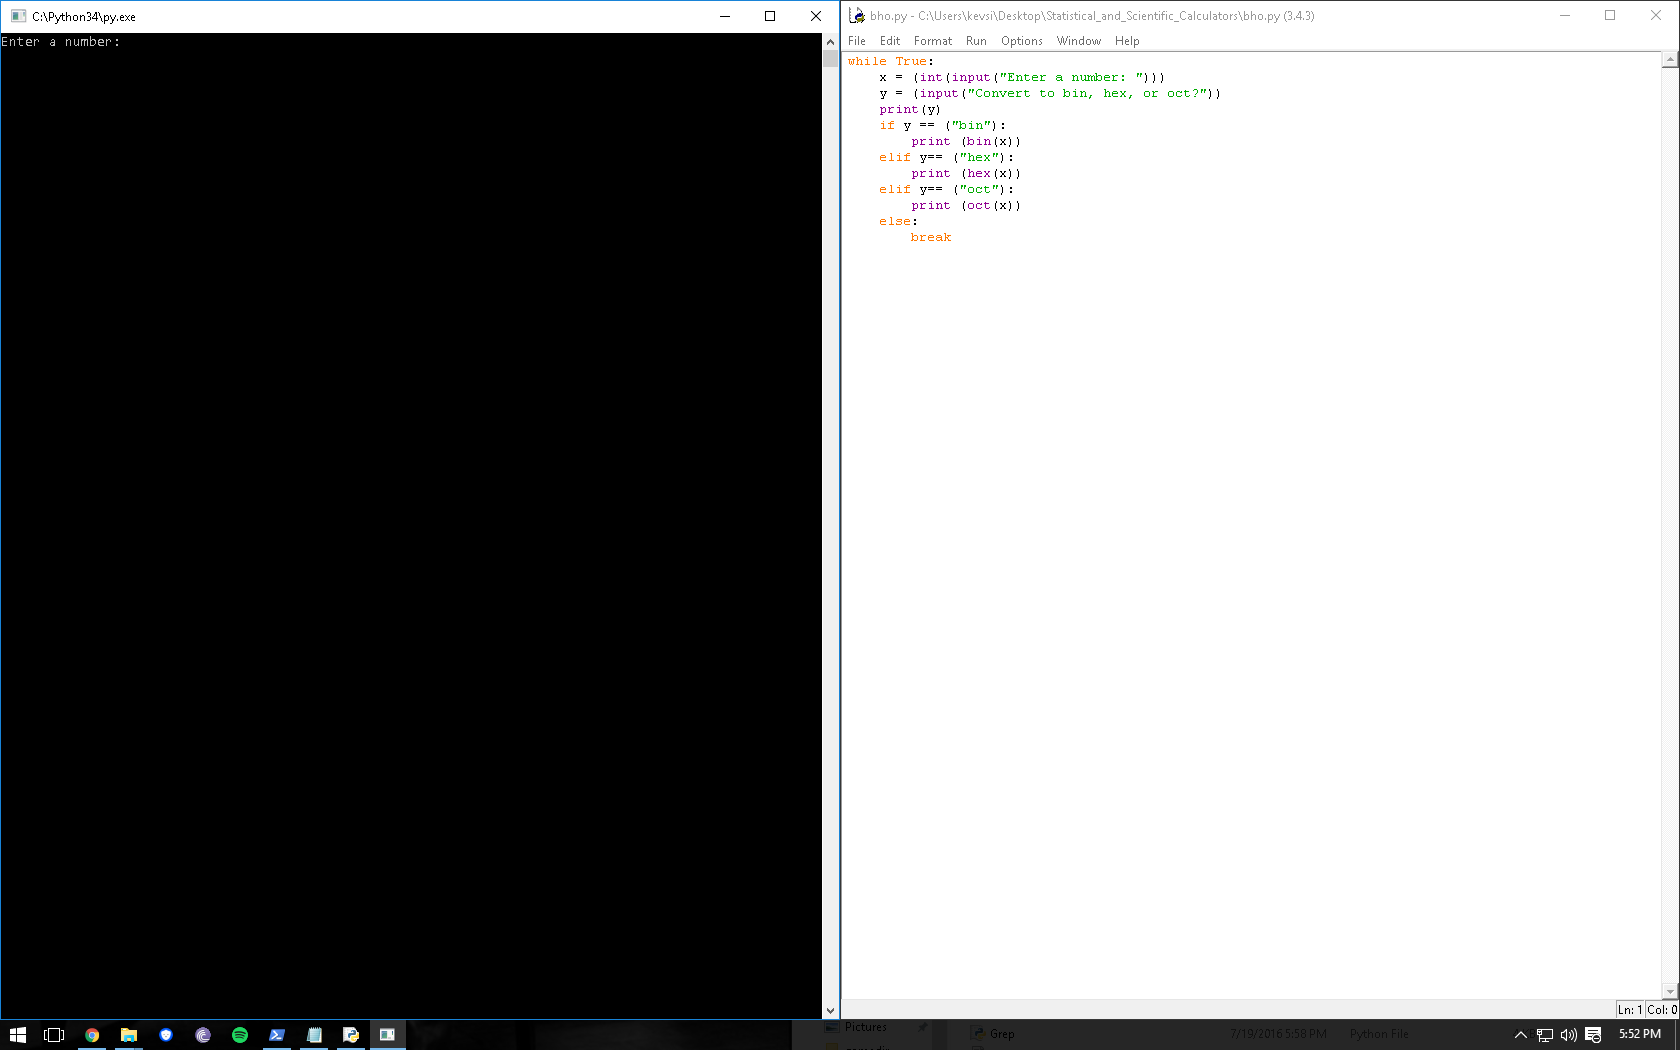 C:\Python34\py.exe
Enter a number:
bho.py - C:\Users\kevsi\Desktop\Statistical_and_Scientific_Calculators\bho.py (3.4.3)
File Edit Format Run Options Window Help
while True:
    x = (int(input("Enter a number: ")))
    y = (input("Convert to bin, hex, or oct?"))
    print(y)
    if y == ("bin"):
        print (bin(x))
    elif y== ("hex"):
        print (hex(x))
    elif y== ("oct"):
        print (oct(x))
    else:
        break
Ln: 1 Col: 0
Pictures
Grep 7/19/2016 5:58 PM Python File
5:52 PM